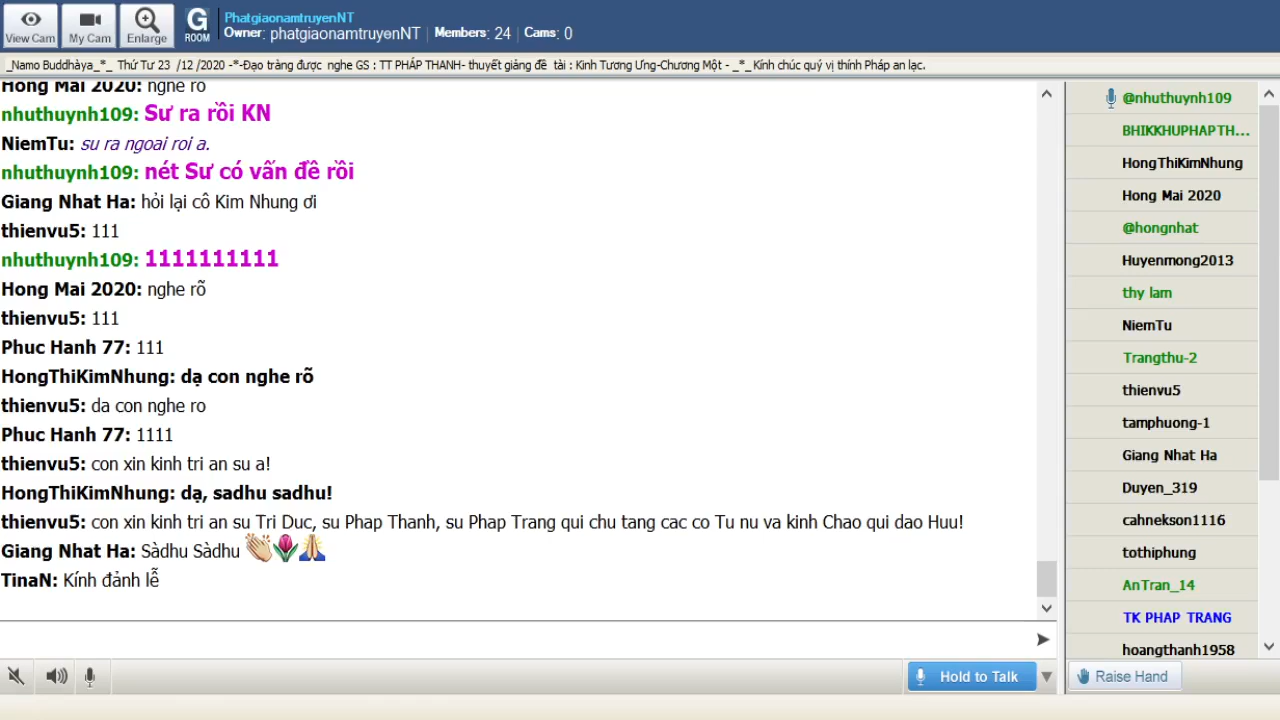 View Cam
My Cam
Enlarge
G
ROOM
PhatgiaonamtruyenNT
Owner: phatgiaonamtruyenNT | Members: 24 | Cams: 0
_Namo Buddhàya_*_ Thứ Tư 23 /12 /2020 -*-Đạo tràng được nghe GS : TT PHÁP THANH- thuyết giảng đề tài : Kinh Tương Ưng-Chương Một - _*_Kính chúc quý vị thính Pháp an lạc.
Hong Mai 2020: nghe rõ
nhuthuynh109: Sư ra rồi KN
NiemTu: su ra ngoai roi a.
nhuthuynh109: nét Sư có vấn đề rồi
Giang Nhat Ha: hỏi lại cô Kim Nhung ơi
thienvu5: 111
nhuthuynh109: 1111111111
Hong Mai 2020: nghe rõ
thienvu5: 111
Phuc Hanh 77: 111
HongThiKimNhung: dạ con nghe rõ
thienvu5: da con nghe ro
Phuc Hanh 77: 1111
thienvu5: con xin kinh tri an su a!
HongThiKimNhung: dạ, sadhu sadhu!
thienvu5: con xin kinh tri an su Tri Duc, su Phap Thanh, su Phap Trang qui chu tang cac co Tu nu va kinh Chao qui dao Huu!
Giang Nhat Ha: Sàdhu Sàdhu 👏🌷🙏
TinaN: Kính đảnh lễ
@nhuthuynh109
BHIKKHUPHAPTH...
HongThiKimNhung
Hong Mai 2020
@hongnhat
Huyenmong2013
thy lam
NiemTu
Trangthu-2
thienvu5
tamphuong-1
Giang Nhat Ha
Duyen_319
cahnekson1116
tothiphung
AnTran_14
TK PHAP TRANG
hoangthanh1958
Hold to Talk
Raise Hand